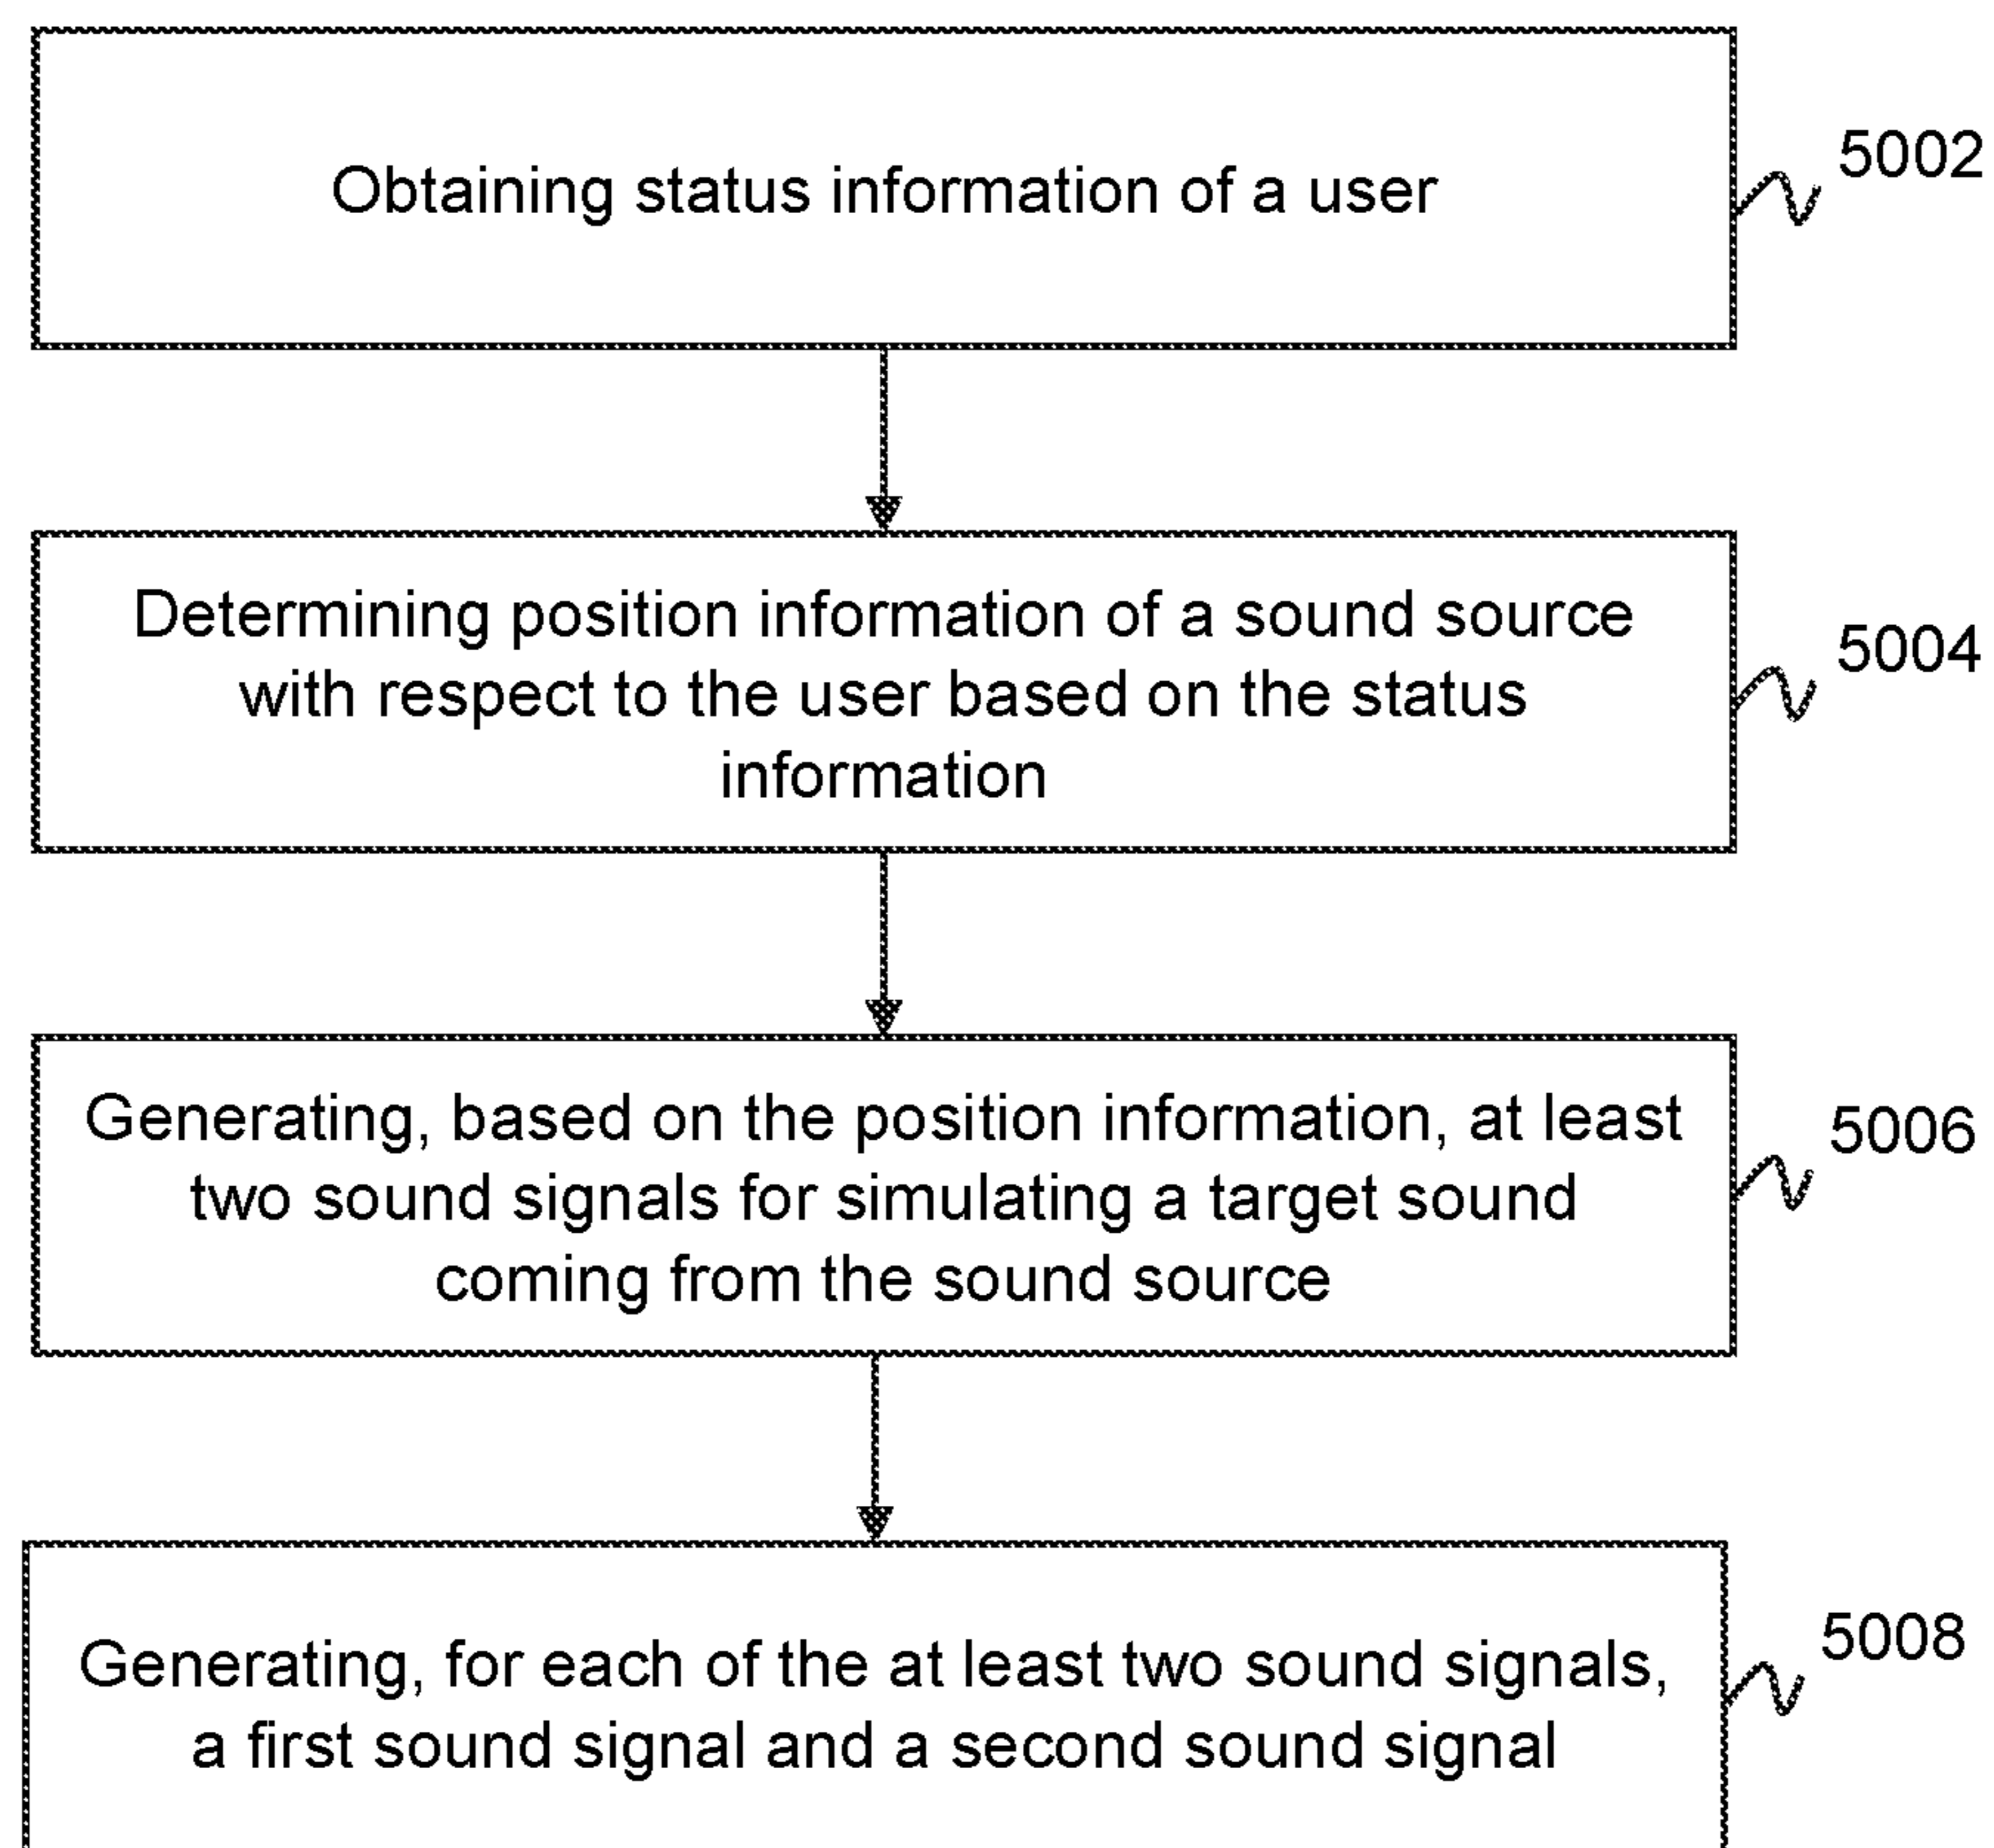 Obtaining status information of a user
5002
Determining position information of a sound source
with respect to the user based on the status
information
5004
Generating, based on the position information, at least
two sound signals for simulating a target sound
coming from the sound source
5006
Generating, for each of the at least two sound signals,
a first sound signal and a second sound signal
5008